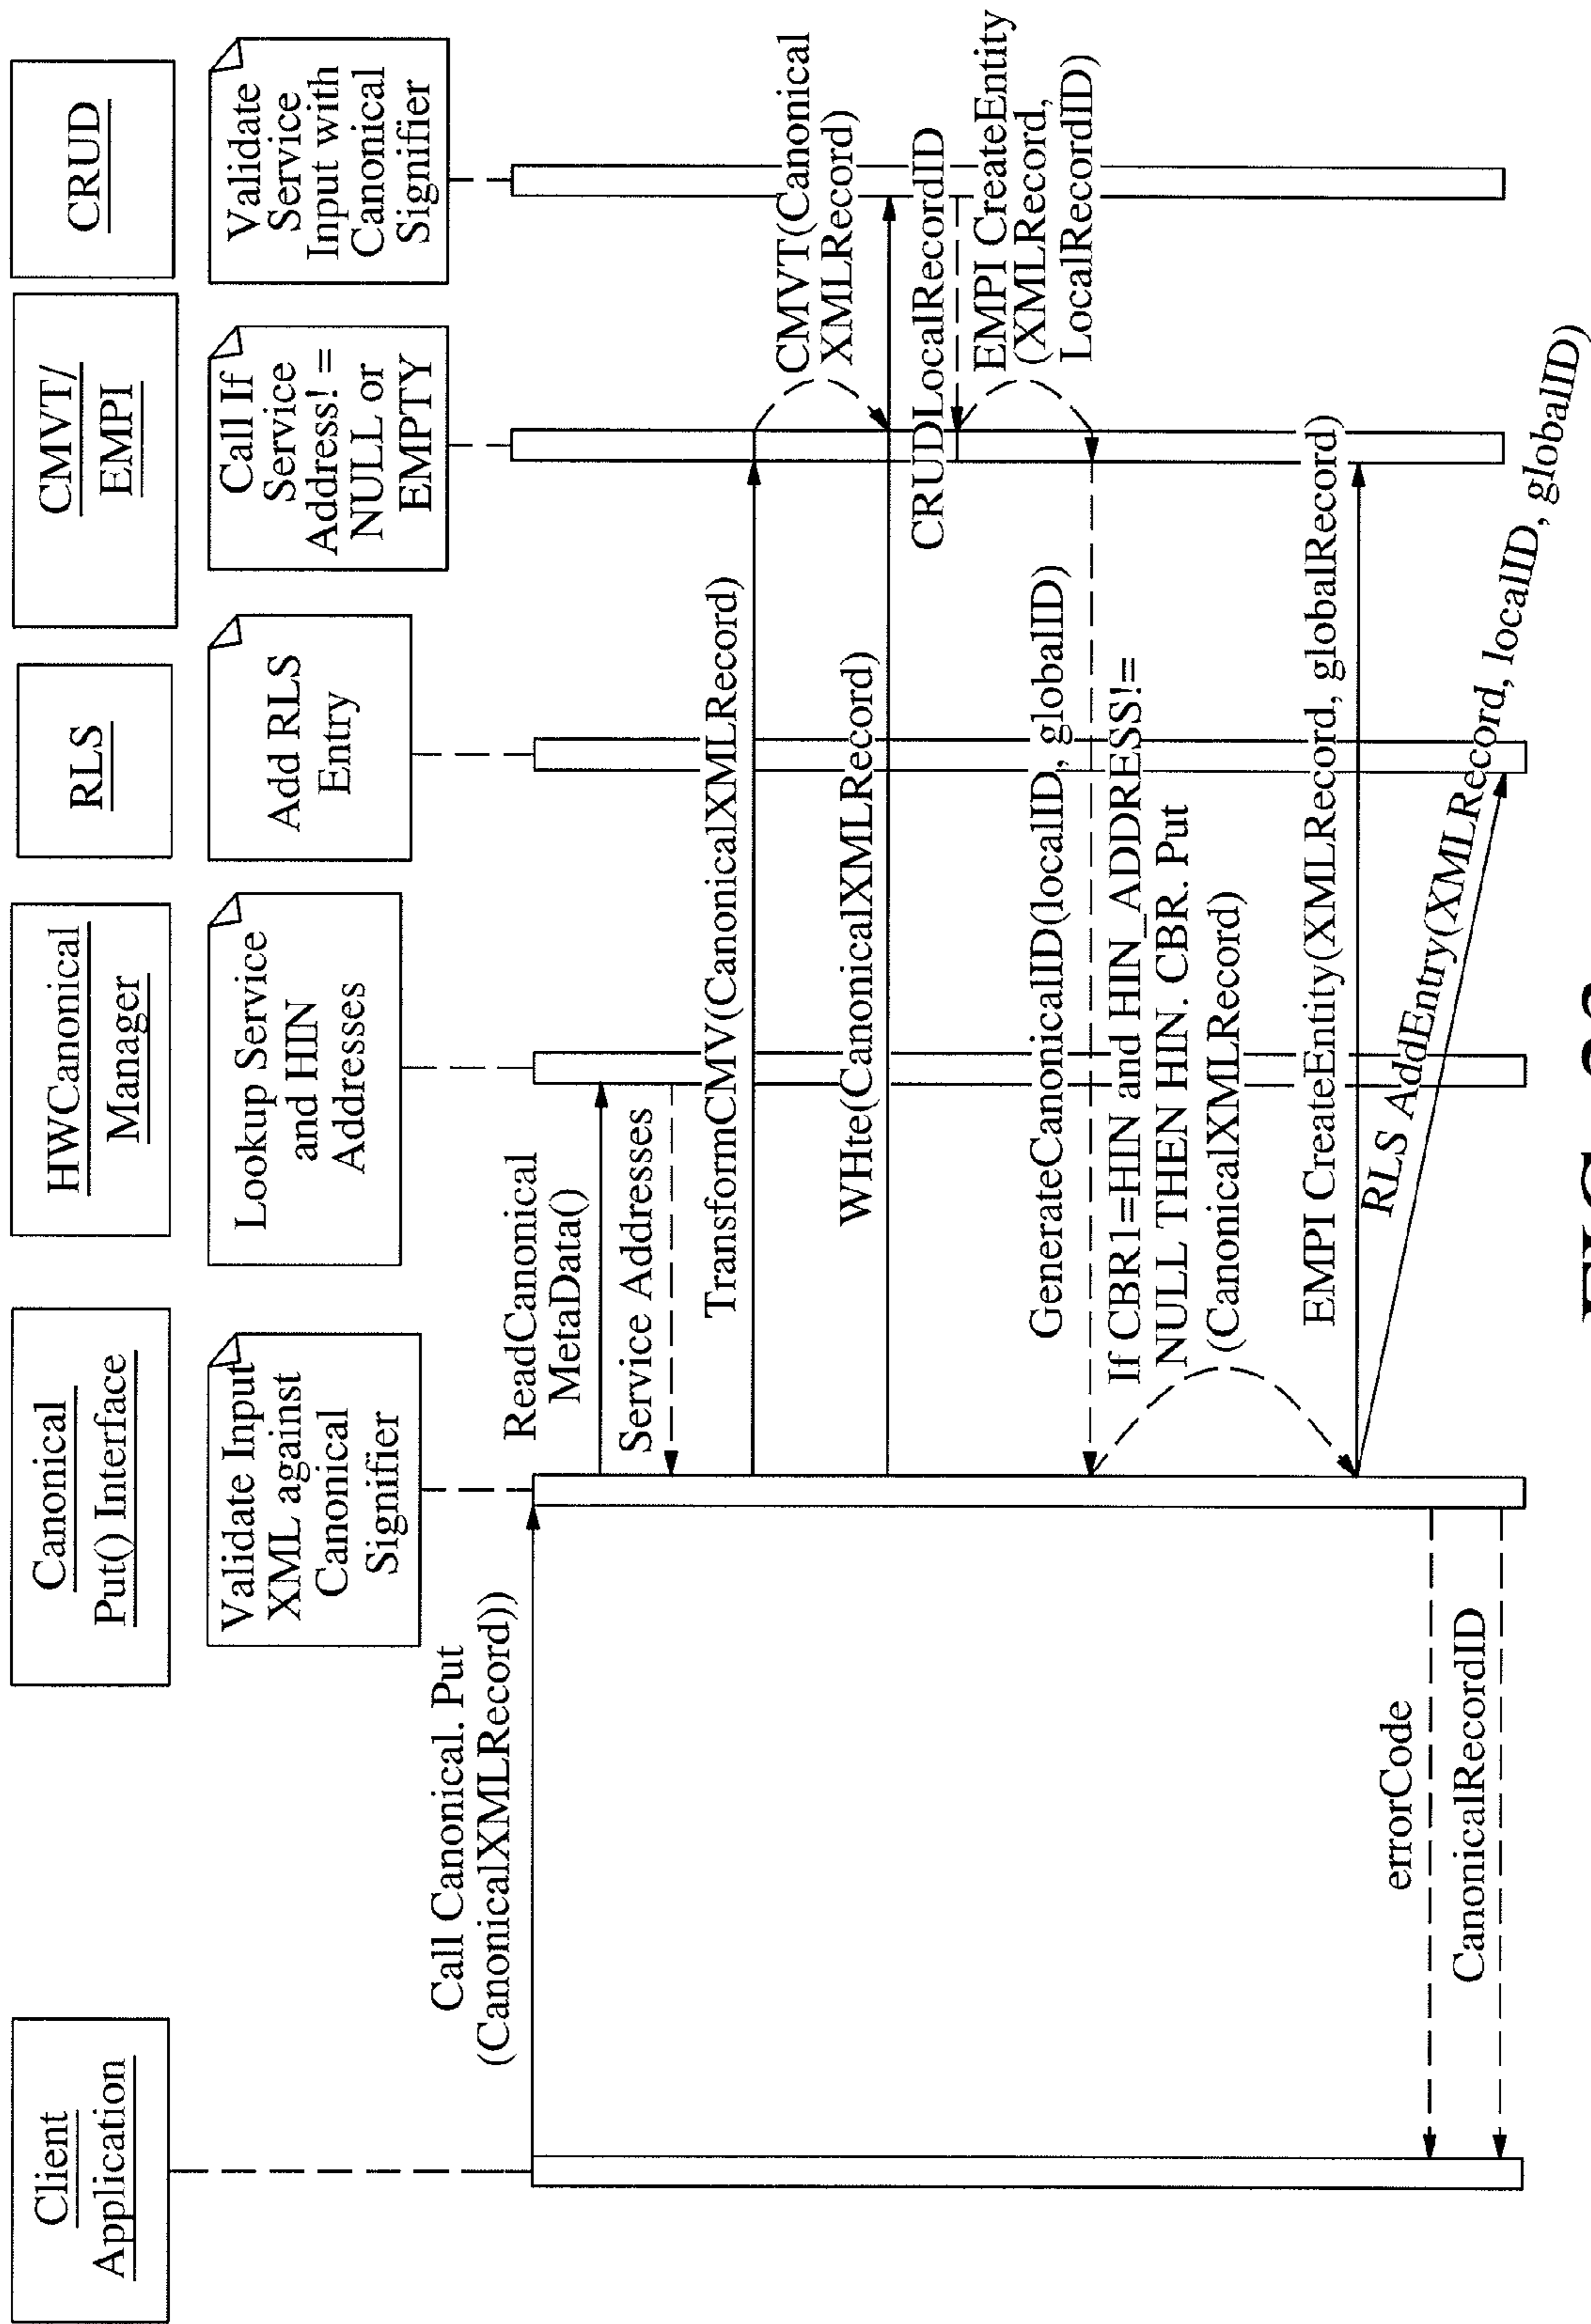 Client
Application
Canonical
Put() Interface
HWCanonical
Manager
RLS
CMVT/
EMPI
CRUD
Validate Input
XML against
Canonical
Signifier
Lookup Service
and HIN
Addresses
Add RLS
Entry
Call If
Service
Address! =
NULL or
EMPTY
Validate
Service
Input with
Canonical
Signifier
Call Canonical. Put
(CanonicalXMLRecord))
ReadCanonical
MetaData()
Service Addresses
TransformCMV(CanonicalXMLRecord)
CMVT(Canonical
XMLRecord)
WHte(CanonicalXMLRecord)
CRUDLocalRecordID
EMPI CreateEntity
(XMLRecord,
LocalRecordID)
GenerateCanonicalID(localID, globalID)
If CBR1=HIN and HIN_ADDRESS!=
NULL THEN HIN. CBR. Put
(CanonicalXMLRecord)
EMPI CreateEntity(XMLRecord, globalRecord)
RLS AddEntry(XMLRecord, localID, globalID)
errorCode
CanonicalRecordID